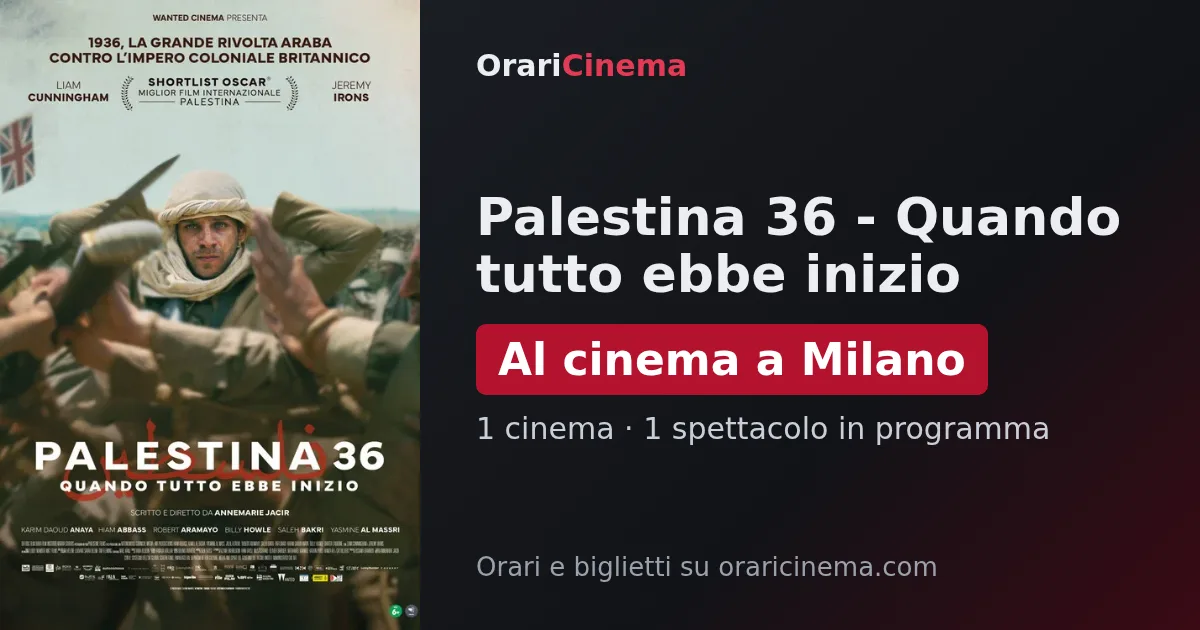 WANTED CINEMA PRESENTA
1936, LA GRANDE RIVOLTA ARABA
CONTRO L'IMPERO COLONIALE BRITANNICO
LIAM
CUNNINGHAM
SHORTLIST OSCAR®
MIGLIOR FILM INTERNAZIONALE
PALESTINA
JEREMY
IRONS
فلسطين
PALESTINA 36
QUANDO TUTTO EBBE INIZIO
SCRITTO E DIRETTO DA ANNEMARIE JACIR
KARIM DAOUD ANAYA HIAM ABBASS ROBERT ARAMAYO BILLY HOWLE SALEH BAKRI YASMINE AL MASSRI
6+
OrariCinema
Palestina 36 - Quando
tutto ebbe inizio
Al cinema a Milano
1 cinema · 1 spettacolo in programma
Orari e biglietti su oraricinema.com